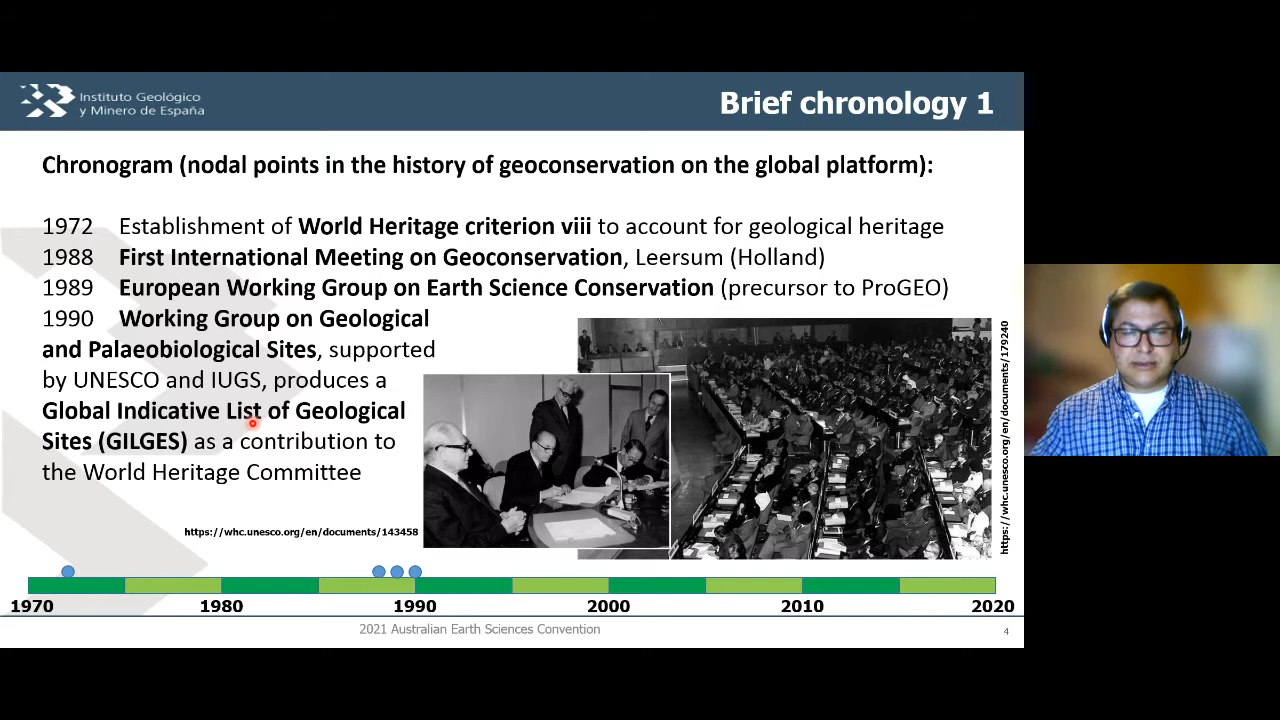 Instituto Geológico
y Minero de España
Brief chronology 1
Chronogram (nodal points in the history of geoconservation on the global platform):
1972 Establishment of World Heritage criterion viii to account for geological heritage
1988 First International Meeting on Geoconservation, Leersum (Holland)
1989 European Working Group on Earth Science Conservation (precursor to ProGEO)
1990 Working Group on Geological
and Palaeobiological Sites, supported
by UNESCO and IUGS, produces a
Global Indicative List of Geological
Sites (GILGES) as a contribution to
the World Heritage Committee
https://whc.unesco.org/en/documents/143458
https://whc.unesco.org/en/documents/179240
1970 1980 1990 2000 2010 2020
2021 Australian Earth Sciences Convention
4